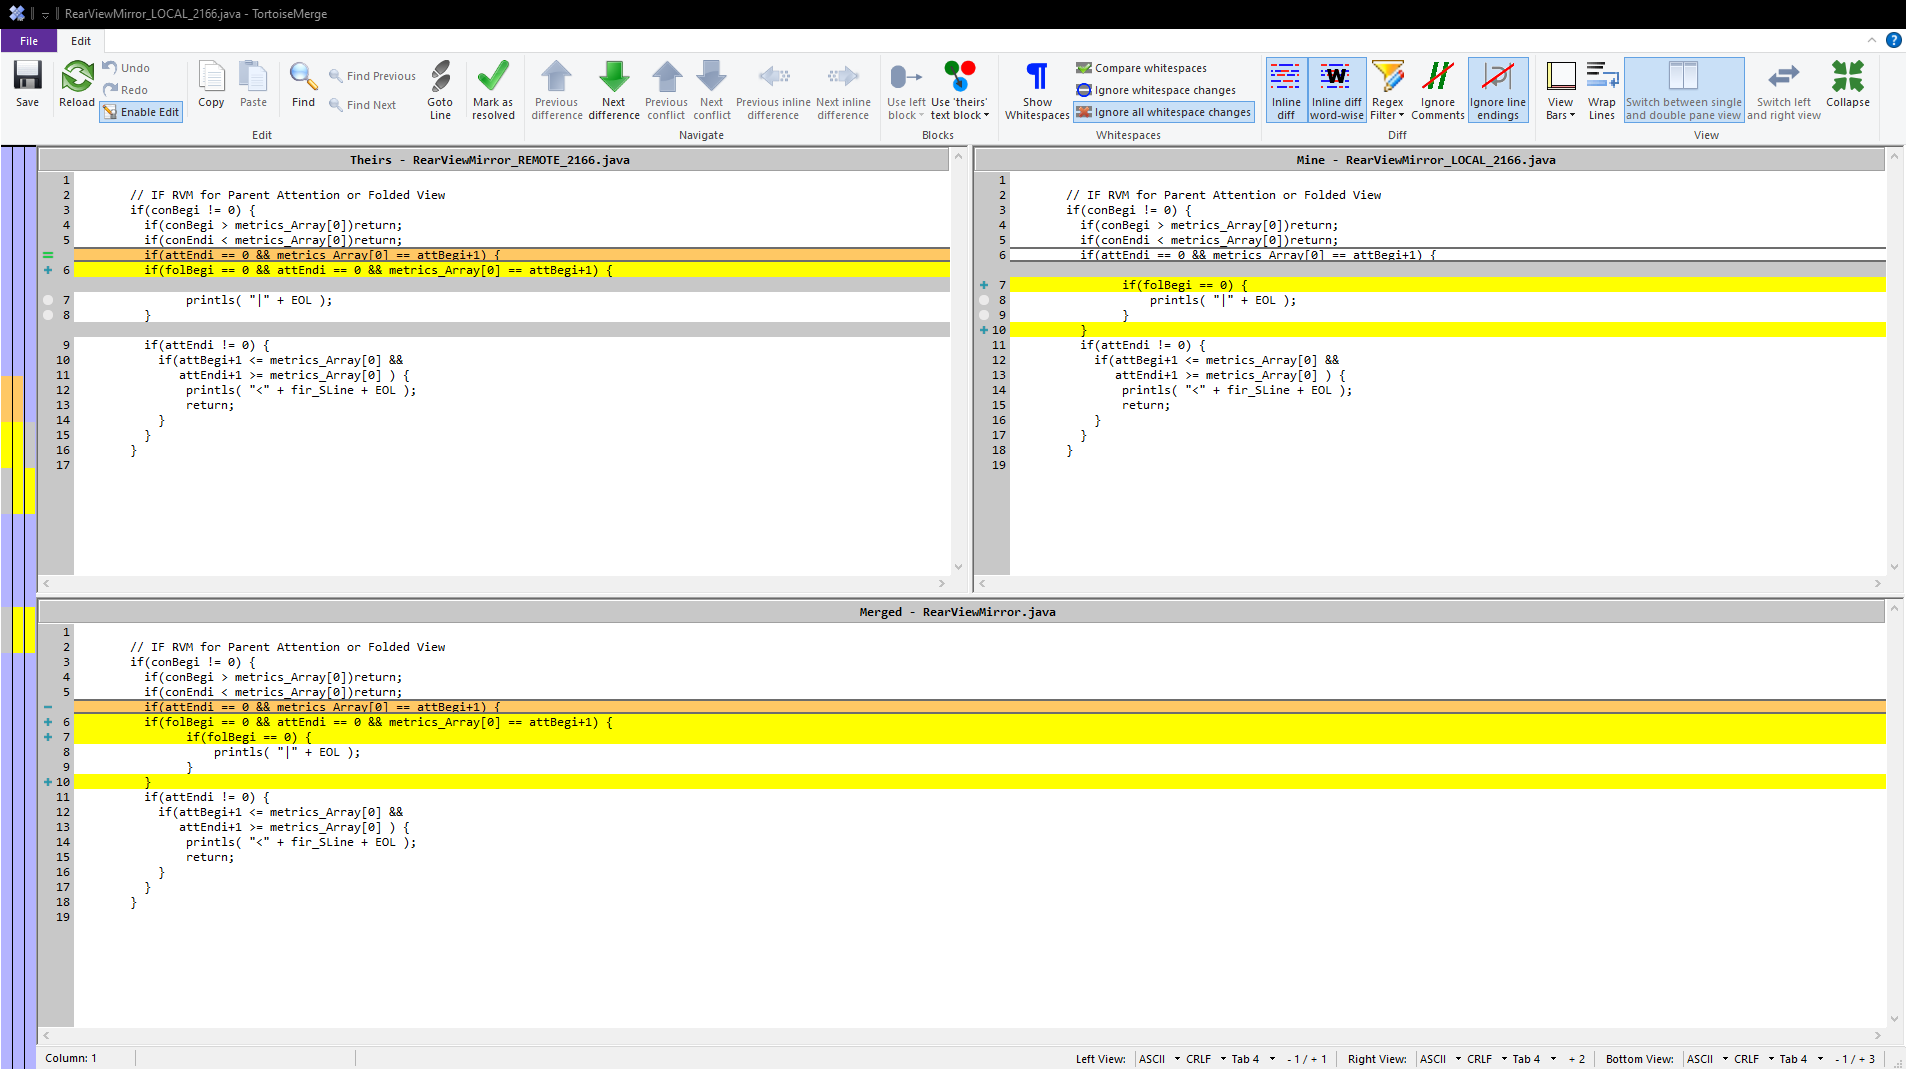 RearViewMirror_LOCAL_2166.java - TortoiseMerge
File Edit
Save Reload Undo Redo Enable Edit Copy Paste Find Find Previous Find Next Goto Line Mark as resolved
Previous difference Next difference Previous conflict Next conflict Previous inline difference Next inline difference
Use left block Use 'theirs' text block
Show Whitespaces Compare whitespaces Ignore whitespace changes Ignore all whitespace changes
Inline diff Inline diff word-wise Regex Filter Ignore Comments Ignore line endings
View Bars Wrap Lines Switch between single and double pane view Switch left and right view Collapse
Edit Navigate Blocks Whitespaces Diff View
Theirs - RearViewMirror_REMOTE_2166.java
1
2 // IF RVM for Parent Attention or Folded View
3 if(conBegi != 0) {
4 if(conBegi > metrics_Array[0])return;
5 if(conEndi < metrics_Array[0])return;
if(attEndi == 0 && metrics_Array[0] == attBegi+1) {
6 if(folBegi == 0 && attEndi == 0 && metrics_Array[0] == attBegi+1) {
7 printls( "|" + EOL );
8 }
9 if(attEndi != 0) {
10 if(attBegi+1 <= metrics_Array[0] &&
11 attEndi+1 >= metrics_Array[0] ) {
12 printls( "<" + fir_SLine + EOL );
13 return;
14 }
15 }
16 }
17
Mine - RearViewMirror_LOCAL_2166.java
1
2 // IF RVM for Parent Attention or Folded View
3 if(conBegi != 0) {
4 if(conBegi > metrics_Array[0])return;
5 if(conEndi < metrics_Array[0])return;
6 if(attEndi == 0 && metrics_Array[0] == attBegi+1) {
7 if(folBegi == 0) {
8 printls( "|" + EOL );
9 }
10 }
11 if(attEndi != 0) {
12 if(attBegi+1 <= metrics_Array[0] &&
13 attEndi+1 >= metrics_Array[0] ) {
14 printls( "<" + fir_SLine + EOL );
15 return;
16 }
17 }
18 }
19
Merged - RearViewMirror.java
1
2 // IF RVM for Parent Attention or Folded View
3 if(conBegi != 0) {
4 if(conBegi > metrics_Array[0])return;
5 if(conEndi < metrics_Array[0])return;
if(attEndi == 0 && metrics_Array[0] == attBegi+1) {
6 if(folBegi == 0 && attEndi == 0 && metrics_Array[0] == attBegi+1) {
7 if(folBegi == 0) {
8 printls( "|" + EOL );
9 }
10 }
11 if(attEndi != 0) {
12 if(attBegi+1 <= metrics_Array[0] &&
13 attEndi+1 >= metrics_Array[0] ) {
14 printls( "<" + fir_SLine + EOL );
15 return;
16 }
17 }
18 }
19
Column: 1 Left View: ASCII CRLF Tab 4 - 1 / + 1 Right View: ASCII CRLF Tab 4 + 2 Bottom View: ASCII CRLF Tab 4 - 1 / + 3